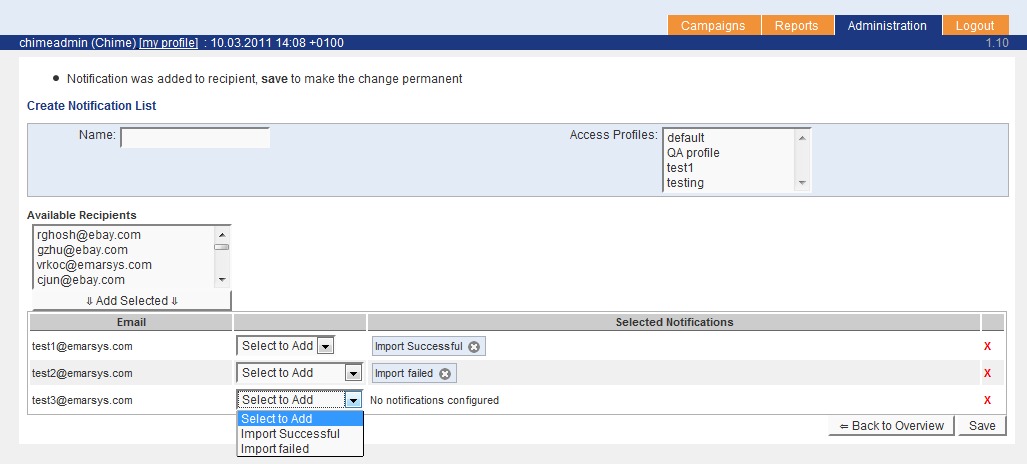 Campaigns Reports Administration Logout
chimeadmin (Chime) [my profile] : 10.03.2011 14:08 +0100 1.10
Notification was added to recipient, save to make the change permanent
Create Notification List
Name: Access Profiles: default
QA profile
test1
testing
Available Recipients
rghosh@ebay.com
gzhu@ebay.com
vrkoc@emarsys.com
cjun@ebay.com
⇓ Add Selected ⇓
Email Selected Notifications
test1@emarsys.com Select to Add Import Successful X
test2@emarsys.com Select to Add Import failed X
test3@emarsys.com Select to Add No notifications configured X
Select to Add
Import Successful
Import failed
⇐ Back to Overview Save